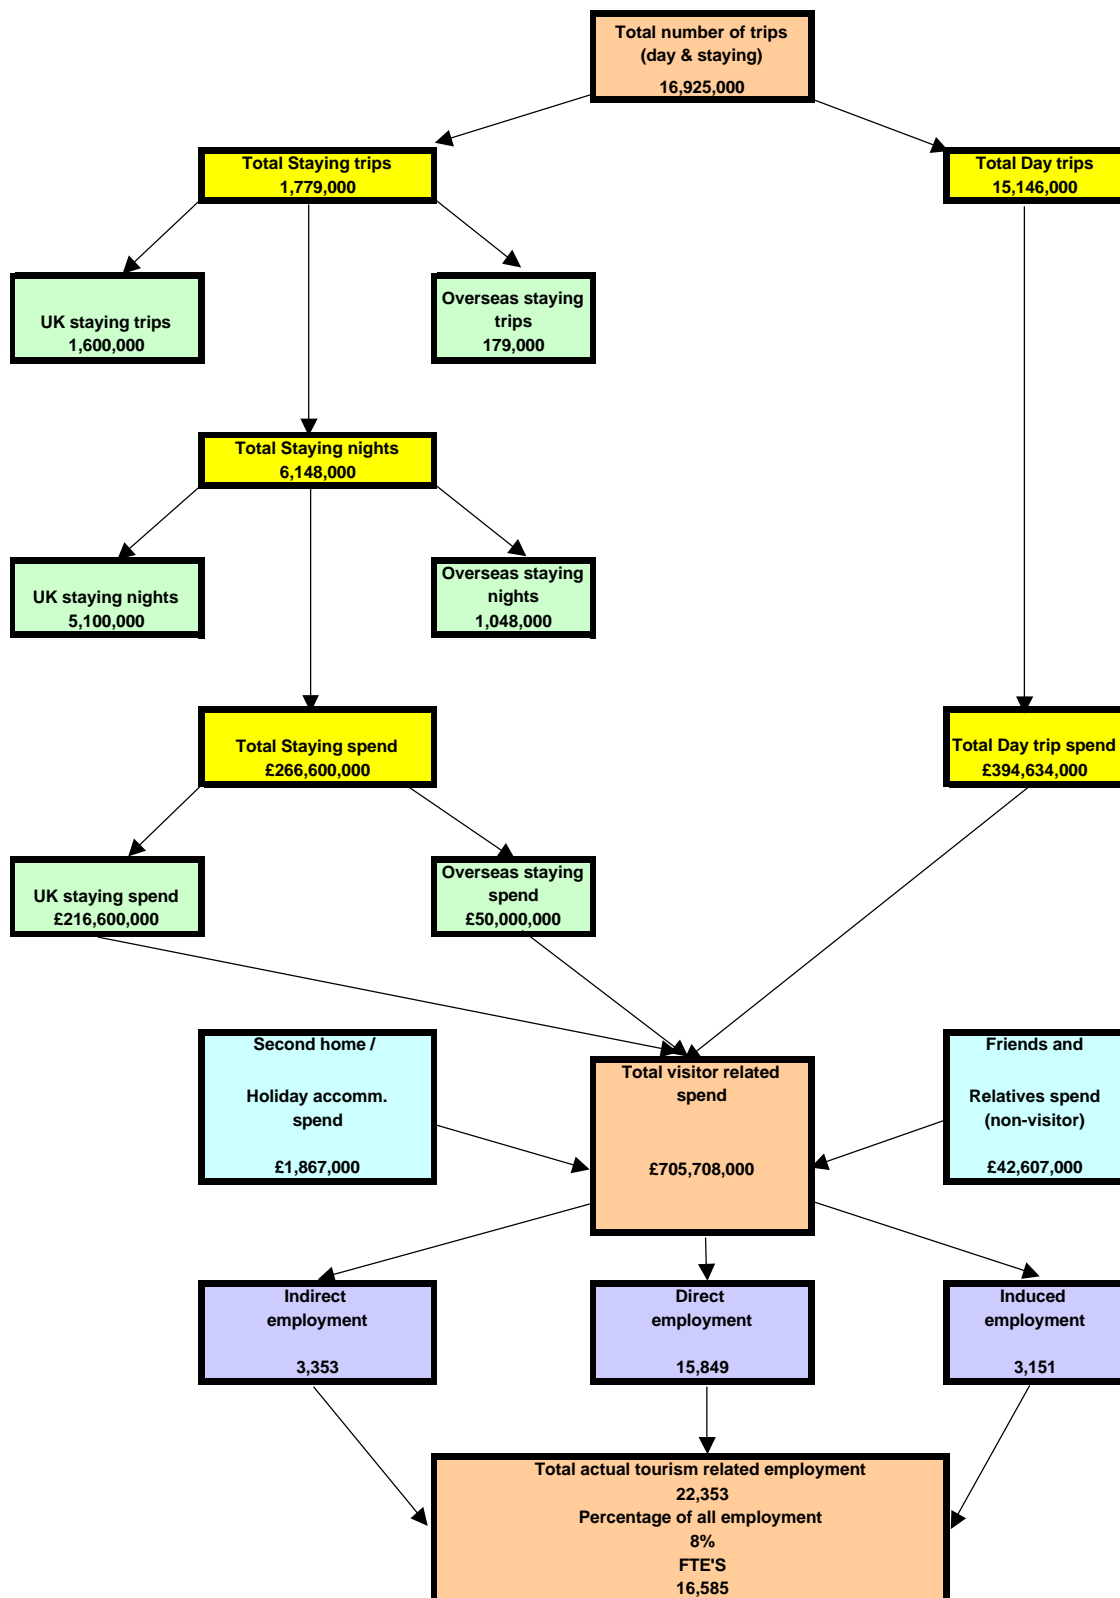 Total number of trips
(day & staying)
16,925,000
Total Staying trips
1,779,000
Total Day trips
15,146,000
UK staying trips
1,600,000
Overseas staying
trips
179,000
Total Staying nights
6,148,000
UK staying nights
5,100,000
Overseas staying
nights
1,048,000
Total Staying spend
£266,600,000
Total Day trip spend
£394,634,000
UK staying spend
£216,600,000
Overseas staying
spend
£50,000,000
Second home /
Holiday accomm.
spend
£1,867,000
Total visitor related
spend
£705,708,000
Friends and
Relatives spend
(non-visitor)
£42,607,000
Indirect
employment
3,353
Direct
employment
15,849
Induced
employment
3,151
Total actual tourism related employment
22,353
Percentage of all employment
8%
FTE'S
16,585